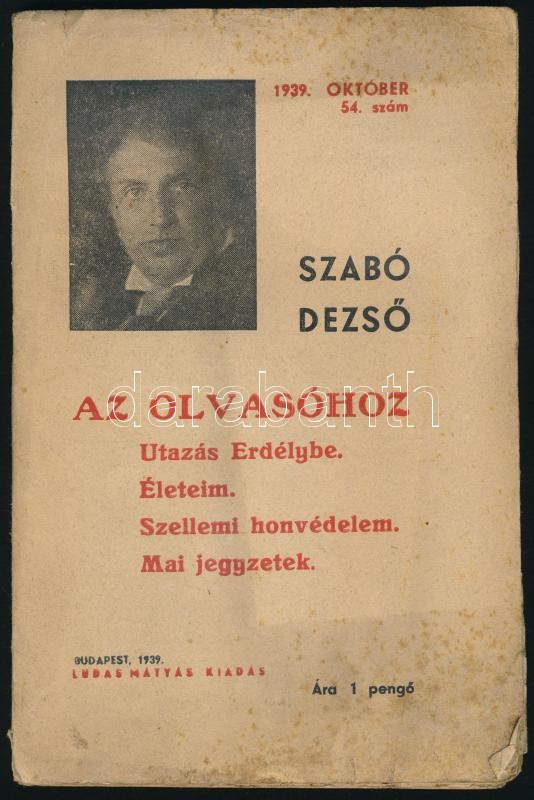 1939. OKTÓBER
54. szám
SZABÓ
DEZSŐ
AZ OLVASÓHOZ
darabanth
Utazás Erdélybe.
Életeim.
Szellemi honvédelem.
Mai jegyzetek.
BUDAPEST, 1939.
LUDAS MÁTYÁS KIADÁS
Ára 1 pengő